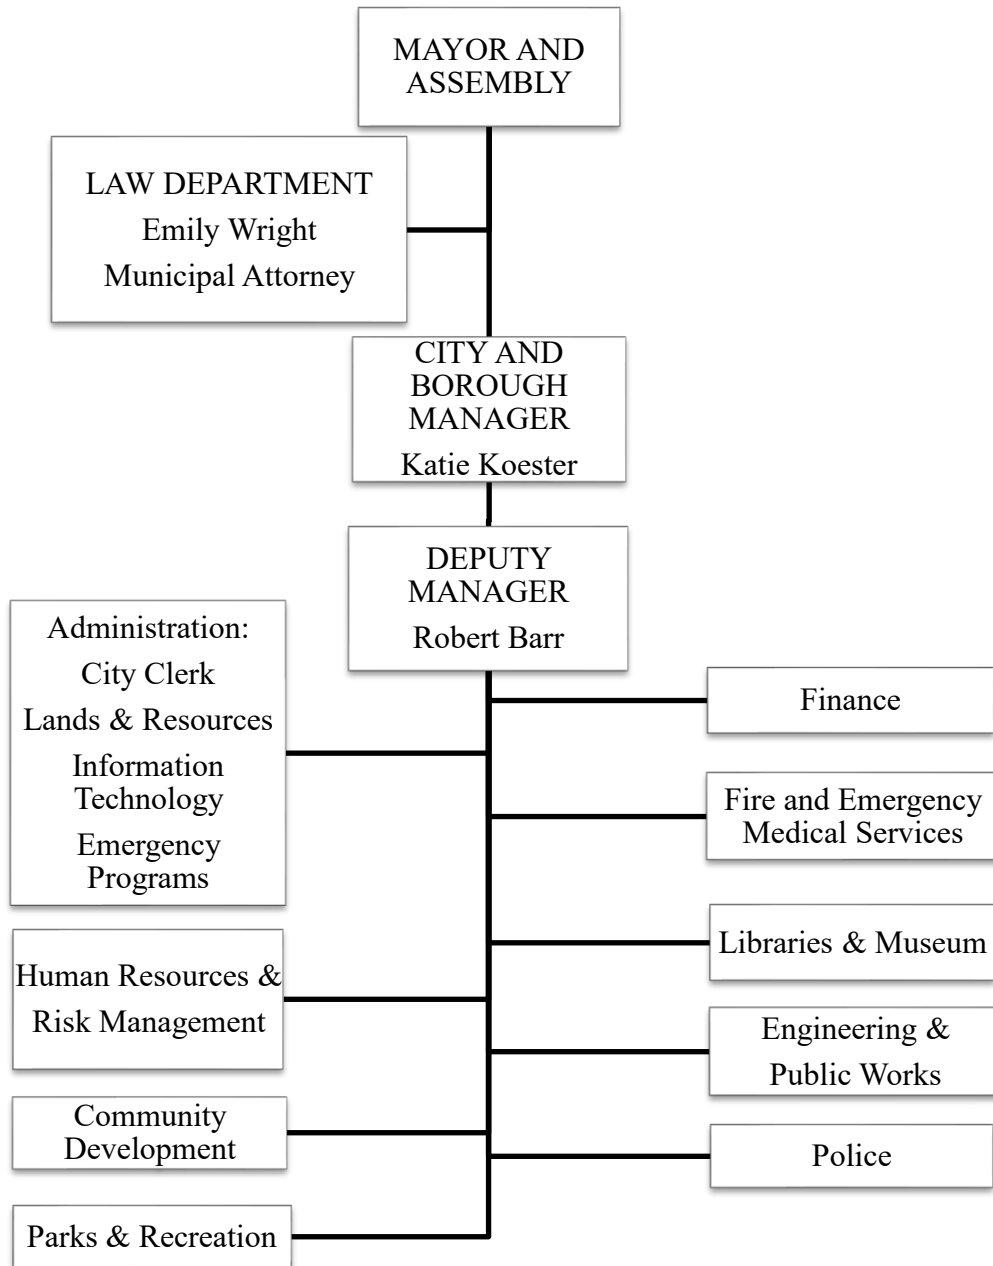 MAYOR AND
ASSEMBLY
LAW DEPARTMENT
Emily Wright
Municipal Attorney
CITY AND
BOROUGH
MANAGER
Katie Koester
DEPUTY
MANAGER
Robert Barr
Administration:
City Clerk
Lands & Resources
Information
Technology
Emergency
Programs
Finance
Fire and Emergency
Medical Services
Libraries & Museum
Human Resources &
Risk Management
Engineering &
Public Works
Community
Development
Police
Parks & Recreation